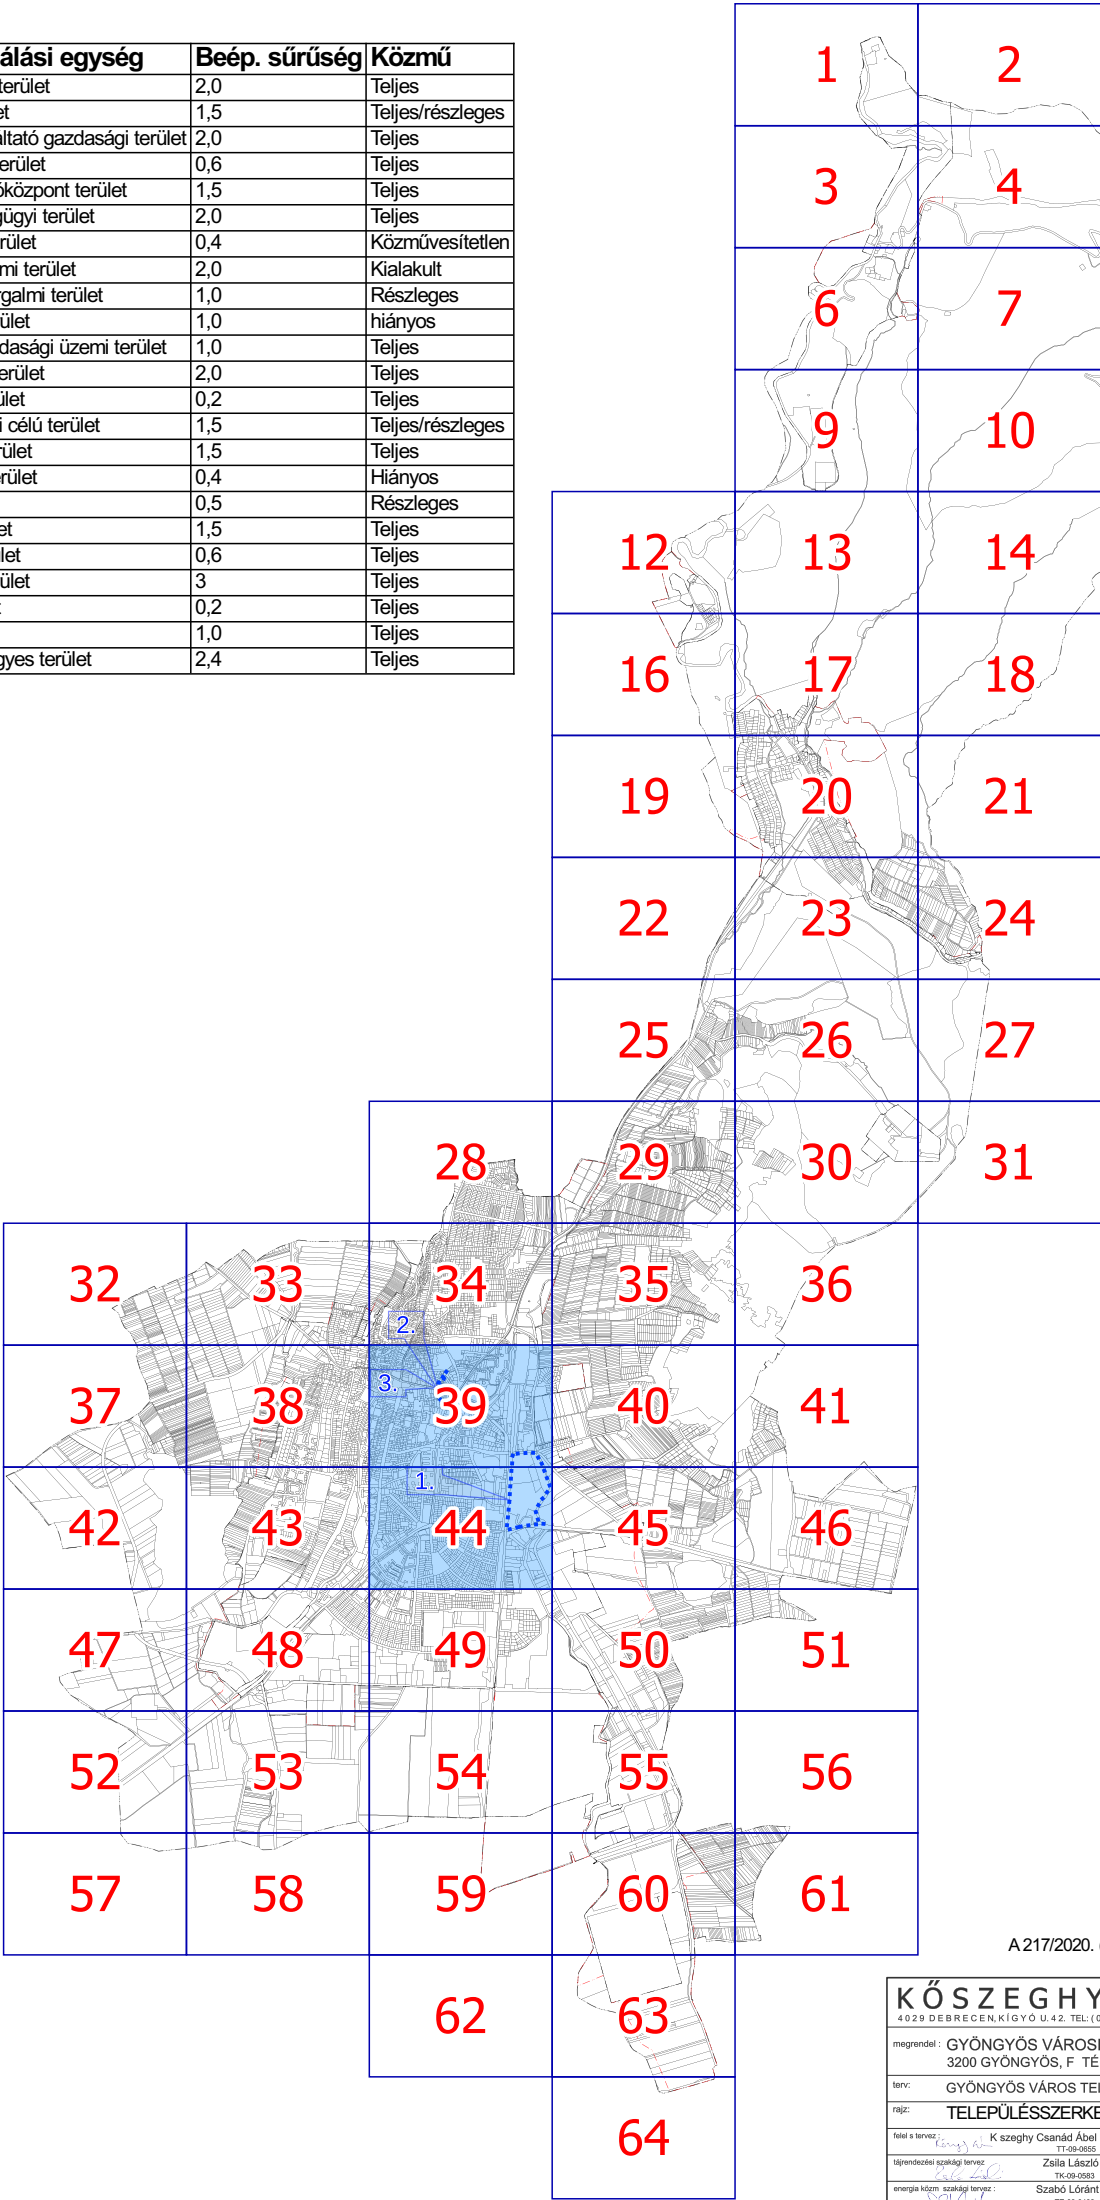 álási egység Beép. sűrűség Közmű
terület 2,0 Teljes
et 1,5 Teljes/részleges
áltató gazdasági terület 2,0 Teljes
erület 0,6 Teljes
óközpont terület 1,5 Teljes
gügyi terület 2,0 Teljes
rület 0,4 Közművesítetlen
mi terület 2,0 Kialakult
rgalmi terület 1,0 Részleges
ület 1,0 hiányos
dasági üzemi terület 1,0 Teljes
erület 2,0 Teljes
ület 0,2 Teljes
i célú terület 1,5 Teljes/részleges
rület 1,5 Teljes
erület 0,4 Hiányos
0,5 Részleges
et 1,5 Teljes
let 0,6 Teljes
ület 3 Teljes
t 0,2 Teljes
1,0 Teljes
gyes terület 2,4 Teljes
1 2
3 4
6 7
9 10
12 13 14
16 17 18
19 20 21
22 23 24
25 26 27
28 29 30 31
32 33 34 35 36
2.
3.
37 38 39 40 41
1.
42 43 44 45 46
47 48 49 50 51
52 53 54 55 56
57 58 59 60 61
62 63
64
A 217/2020.
KŐSZEGHY
4029 DEBRECEN, KÍGYÓ U. 42. TEL: (0
megrendel : GYÖNGYÖS VÁROSI
3200 GYÖNGYÖS, F TÉ
terv: GYÖNGYÖS VÁROS TEL
rajz: TELEPÜLÉSSZERKE
felel s tervez : K szeghy Csanád Ábel
TT-09-0655
tájrendezési szakági tervez Zsila László
TK-09-0583
energia közm szakági tervez : Szabó Lóránt